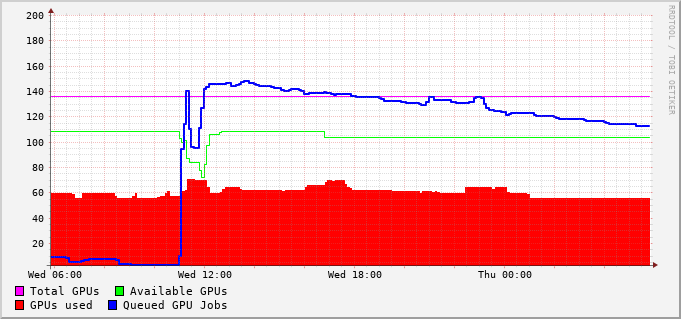 200
180
160
140
120
100
80
60
40
20
Wed 06:00 Wed 12:00 Wed 18:00 Thu 00:00
Total GPUs Available GPUs
GPUs used Queued GPU Jobs
RRDTOOL / TOBI OETIKER